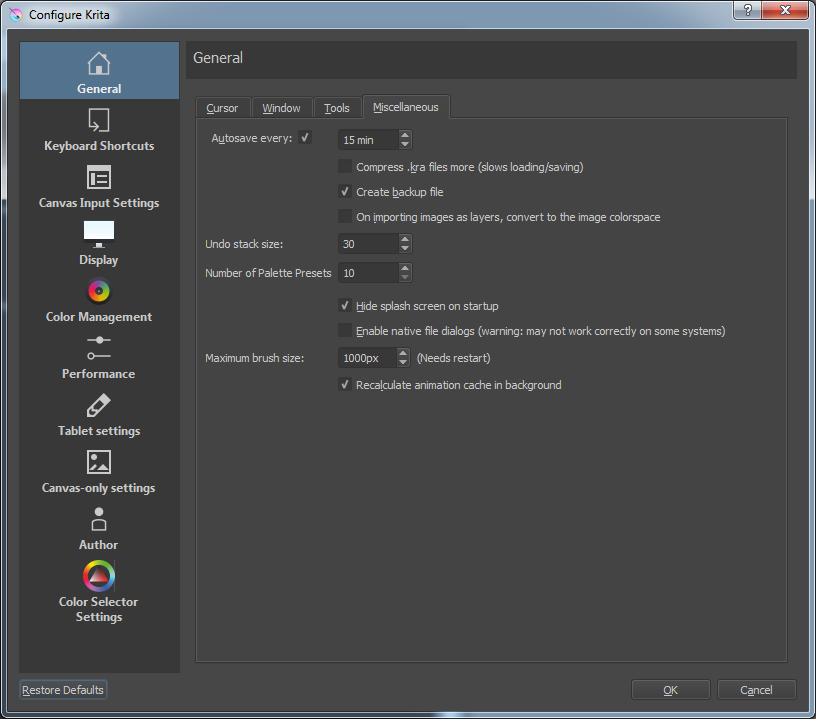 Configure Krita
?
General
General
Keyboard Shortcuts
Canvas Input Settings
Display
Color Management
Performance
Tablet settings
Canvas-only settings
Author
Color Selector
Settings
Cursor Window Tools Miscellaneous
Autosave every: 15 min
Compress .kra files more (slows loading/saving)
Create backup file
On importing images as layers, convert to the image colorspace
Undo stack size: 30
Number of Palette Presets 10
Hide splash screen on startup
Enable native file dialogs (warning: may not work correctly on some systems)
Maximum brush size: 1000px (Needs restart)
Recalculate animation cache in background
Restore Defaults OK Cancel